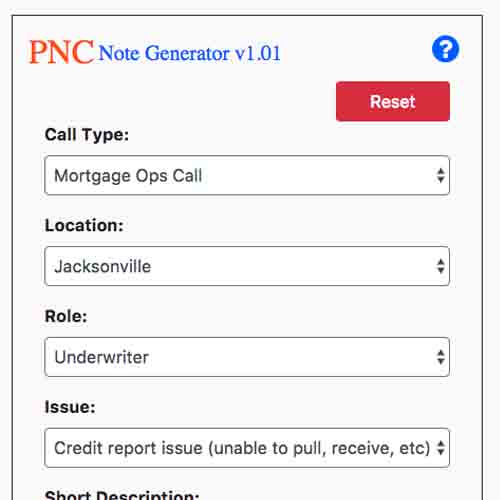 PNC Note Generator v1.01 ?
Reset
Call Type:
Mortgage Ops Call
Location:
Jacksonville
Role:
Underwriter
Issue:
Credit report issue (unable to pull, receive, etc)
Short Description: